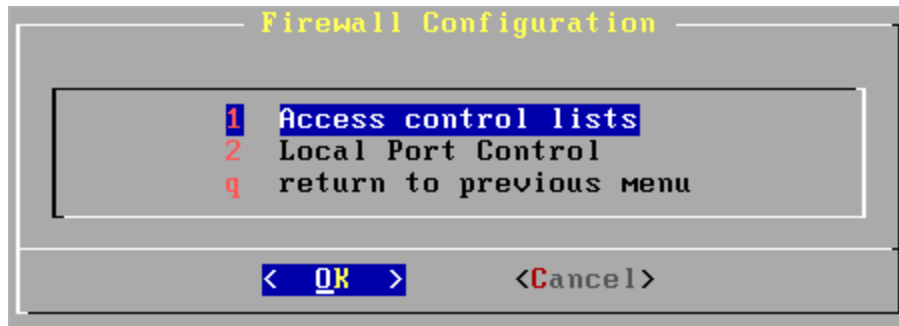 Firewall Configuration
1 Access control lists
2 Local Port Control
q return to previous menu
< OK > <Cancel>